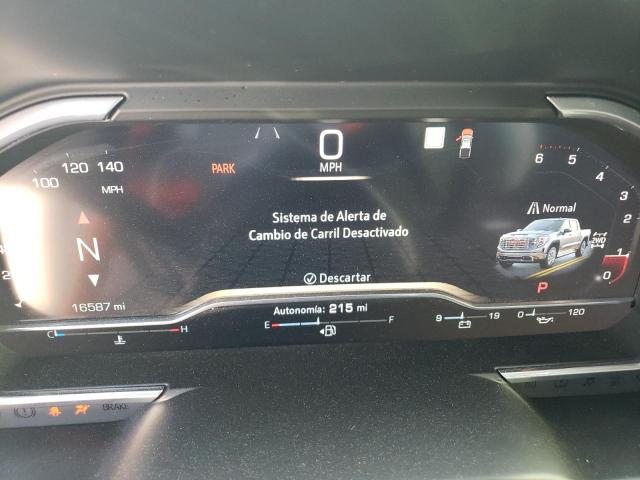 0
MPH
PARK
100 120 140
MPH
6 5 4 3 2 1 0
Sistema de Alerta de
Cambio de Carril Desactivado
Normal
2WD
N
Descartar
P
16587 mi
Autonomía: 215 mi
C H
E F
9 19
0 120
BRAKE